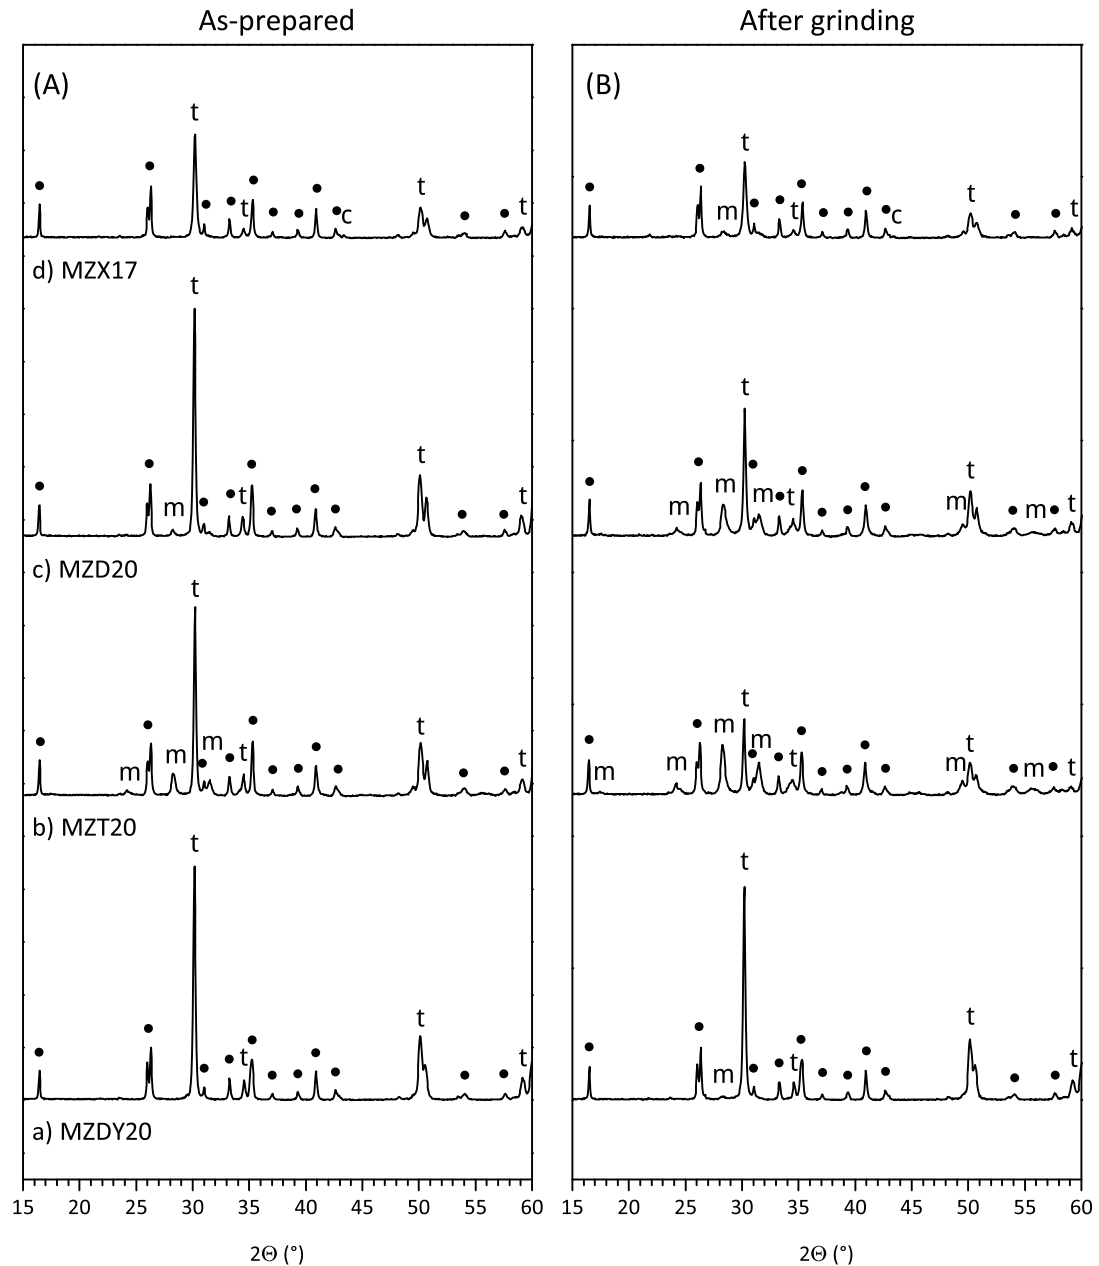 As-prepared After grinding
(A) (B)
t
t
t t t c
t
m t t c t
d) MZX17
t
m t t t
t
m m m t m t m t
c) MZD20
t
m m m t t t
t
m m m m t m t m t
b) MZT20
t
t t t
t
m t t t
a) MZDY20
15 20 25 30 35 40 45 50 55 60 15 20 25 30 35 40 45 50 55 60
2Θ (°) 2Θ (°)